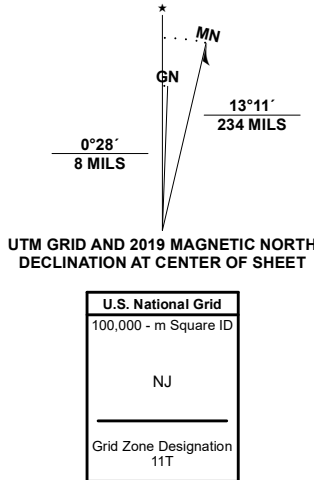 ★
MN
GN
13°11´
234 MILS
0°28´
8 MILS
UTM GRID AND 2019 MAGNETIC NORTH
DECLINATION AT CENTER OF SHEET
U.S. National Grid
100,000 - m Square ID
NJ
Grid Zone Designation
11T